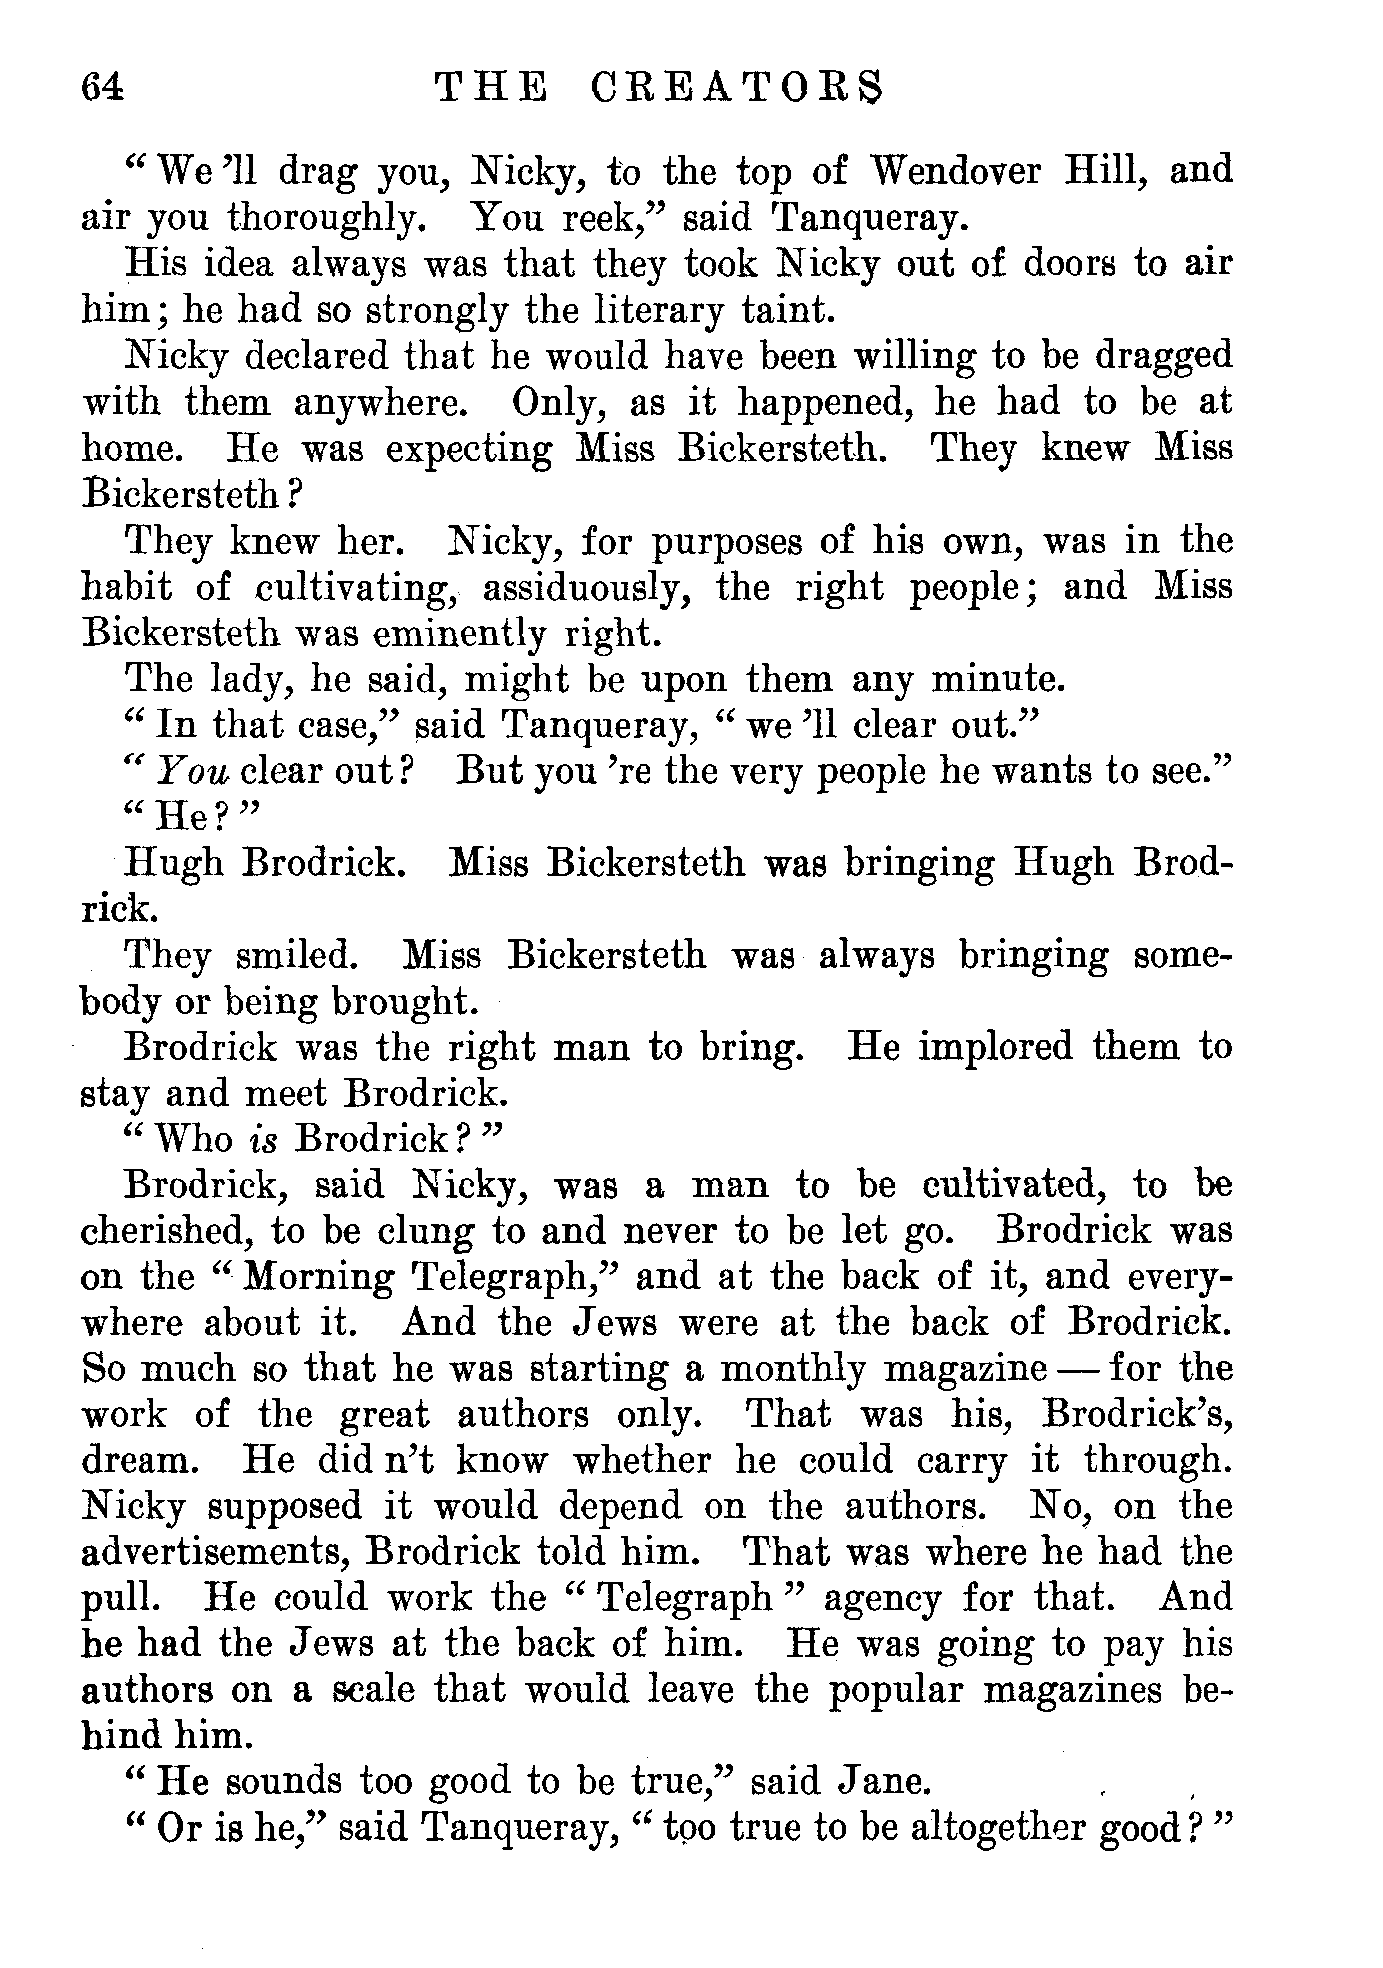 64 THE CREATORS
“ We ’ll drag you, Nicky, to the top of Wendover Hill, and
air you thoroughly. You reek,” said Tanqueray.
His idea always was that they took Nicky out of doors to air
him; he had so strongly the literary taint.
Nicky declared that he would have been willing to be dragged
with them anywhere. Only, as it happened, he had to be at
home. He was expecting Miss Bickersteth. They knew Miss
Bickersteth?
They knew her. Nicky, for purposes of his own, was in the
habit of cultivating, assiduously, the right people; and Miss
Bickersteth was eminently right.
The lady, he said, might be upon them any minute.
“ In that case,” said Tanqueray, “ we ’ll clear out.”
“ You clear out? But you ’re the very people he wants to see.”
“ He? ”
Hugh Brodrick. Miss Bickersteth was bringing Hugh Brod-
rick.
They smiled. Miss Bickersteth was always bringing some-
body or being brought.
Brodrick was the right man to bring. He implored them to
stay and meet Brodrick.
“ Who is Brodrick? ”
Brodrick, said Nicky, was a man to be cultivated, to be
cherished, to be clung to and never to be let go. Brodrick was
on the “ Morning Telegraph,” and at the back of it, and every-
where about it. And the Jews were at the back of Brodrick.
So much so that he was starting a monthly magazine — for the
work of the great authors only. That was his, Brodrick’s,
dream. He did n’t know whether he could carry it through.
Nicky supposed it would depend on the authors. No, on the
advertisements, Brodrick told him. That was where he had the
pull. He could work the “ Telegraph ” agency for that. And
he had the Jews at the back of him. He was going to pay his
authors on a scale that would leave the popular magazines be-
hind him.
“ He sounds too good to be true,” said Jane.
“ Or is he,” said Tanqueray, “ too true to be altogether good? ”